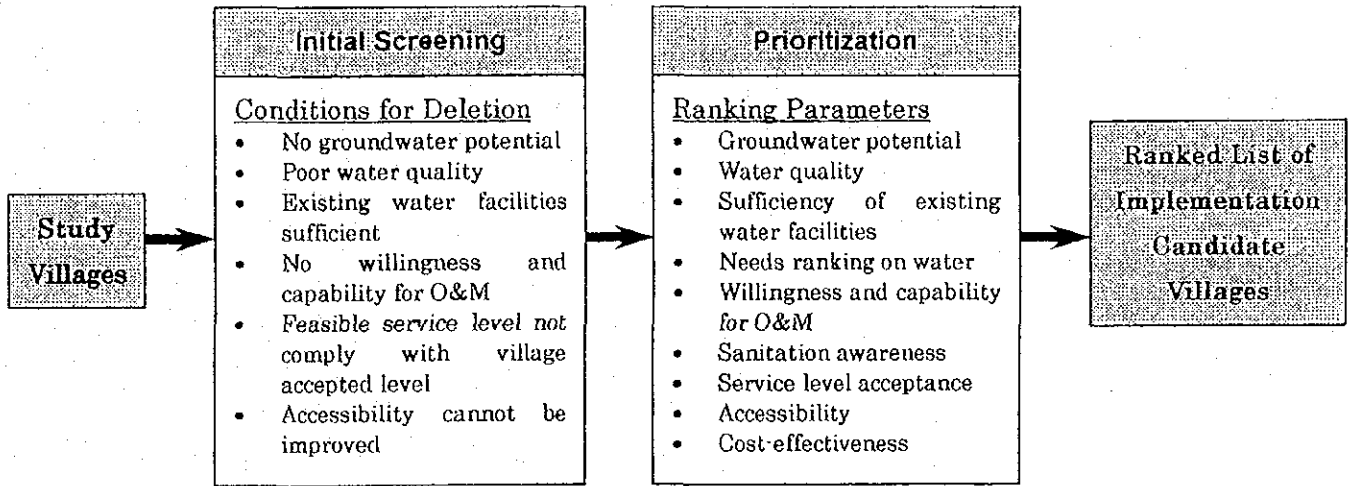 Study
Villages
Initial Screening
Conditions for Deletion
• No groundwater potential
• Poor water quality
• Existing water facilities
sufficient
• No willingness and
capability for O&M
• Feasible service level not
comply with village
accepted level
• Accessibility cannot be
improved
Prioritization
Ranking Parameters
• Groundwater potential
• Water quality
• Sufficiency of existing
water facilities
• Needs ranking on water
• Willingness and capability
for O&M
• Sanitation awareness
• Service level acceptance
• Accessibility
• Cost-effectiveness
Ranked List of
Implementation
Candidate
Villages